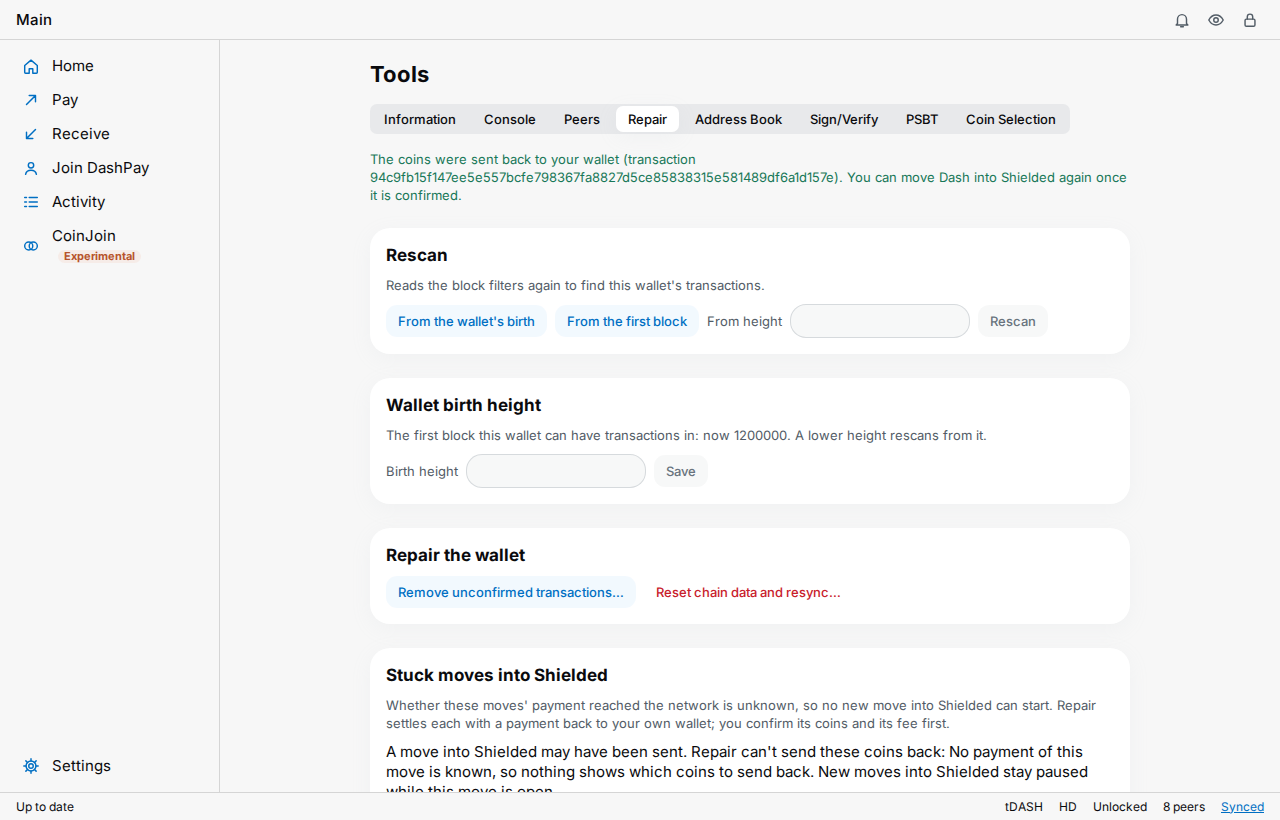 Main
Home
Pay
Receive
Join DashPay
Activity
CoinJoin
Experimental
Settings
Tools
Information Console Peers Repair Address Book Sign/Verify PSBT Coin Selection
The coins were sent back to your wallet (transaction
94c9fb15f147ee5e557bcfe798367fa8827d5ce85838315e581489df6a1d157e). You can move Dash into Shielded again once
it is confirmed.
Rescan
Reads the block filters again to find this wallet's transactions.
From the wallet's birth From the first block From height Rescan
Wallet birth height
The first block this wallet can have transactions in: now 1200000. A lower height rescans from it.
Birth height Save
Repair the wallet
Remove unconfirmed transactions... Reset chain data and resync...
Stuck moves into Shielded
Whether these moves' payment reached the network is unknown, so no new move into Shielded can start. Repair
settles each with a payment back to your own wallet; you confirm its coins and its fee first.
A move into Shielded may have been sent. Repair can't send these coins back: No payment of this
move is known, so nothing shows which coins to send back. New moves into Shielded stay paused
while this move is open.
Up to date tDASH HD Unlocked 8 peers Synced